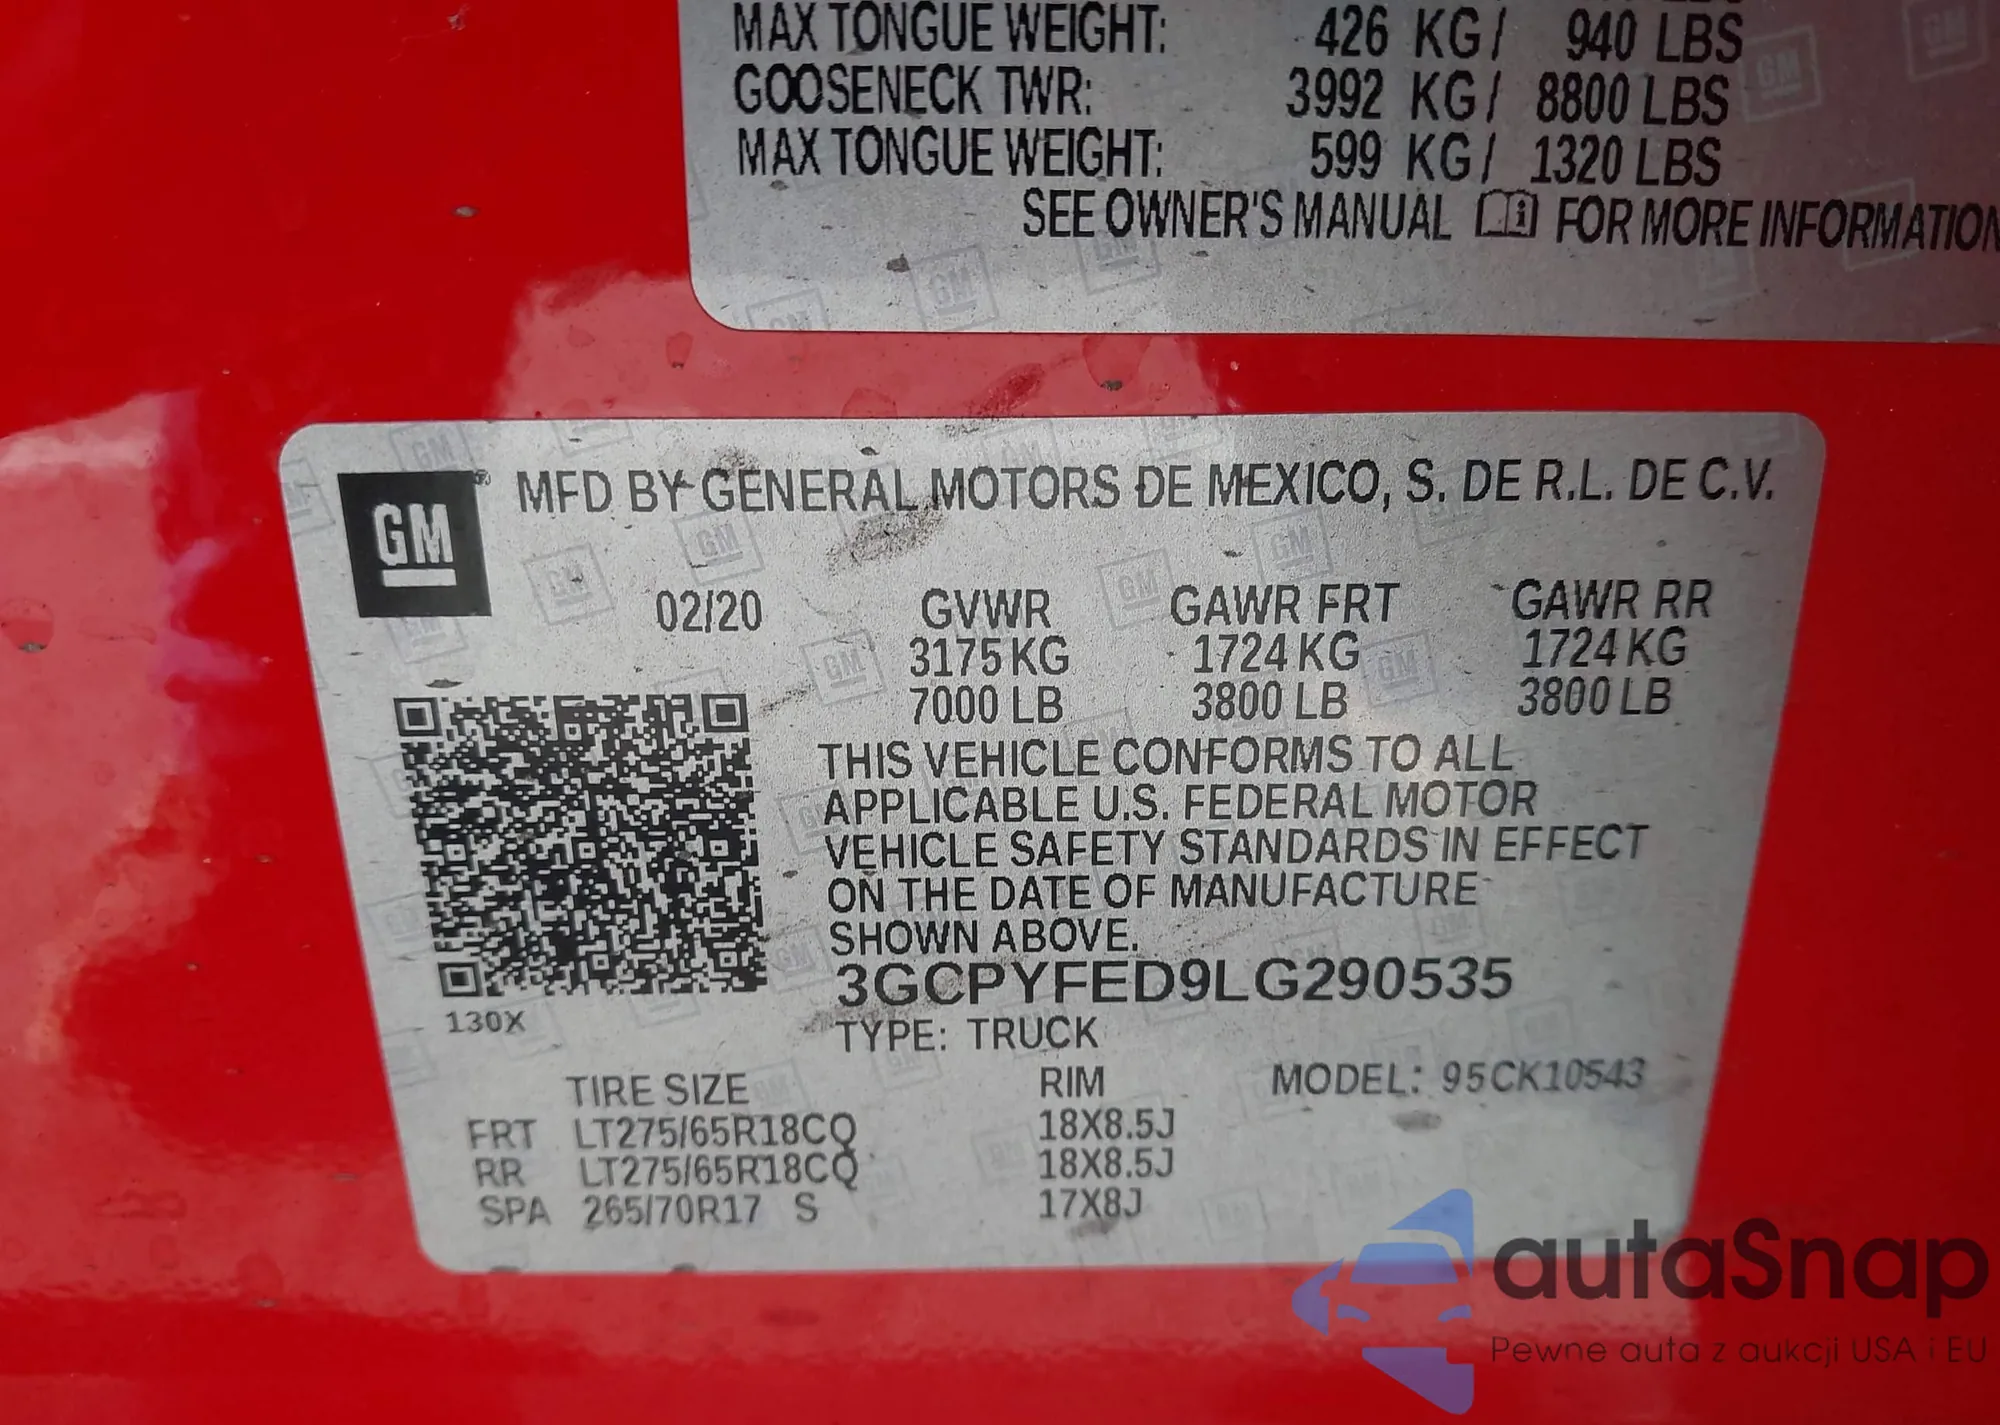 MAX TONGUE WEIGHT: 426 KG / 940 LBS
GOOSENECK TWR: 3992 KG / 8800 LBS
MAX TONGUE WEIGHT: 599 KG / 1320 LBS
SEE OWNER'S MANUAL FOR MORE INFORMATION
GM® MFD BY GENERAL MOTORS DE MEXICO, S. DE R.L. DE C.V.
02/20 GVWR GAWR FRT GAWR RR
3175 KG 1724 KG 1724 KG
7000 LB 3800 LB 3800 LB
THIS VEHICLE CONFORMS TO ALL
APPLICABLE U.S. FEDERAL MOTOR
VEHICLE SAFETY STANDARDS IN EFFECT
ON THE DATE OF MANUFACTURE
SHOWN ABOVE.
3GCPYFED9LG290535
130X
TYPE: TRUCK
TIRE SIZE RIM MODEL: 95CK10543
FRT LT275/65R18CQ 18X8.5J
RR LT275/65R18CQ 18X8.5J
SPA 265/70R17 S 17X8J
autaSnap
Pewne auta z aukcji USA i EU